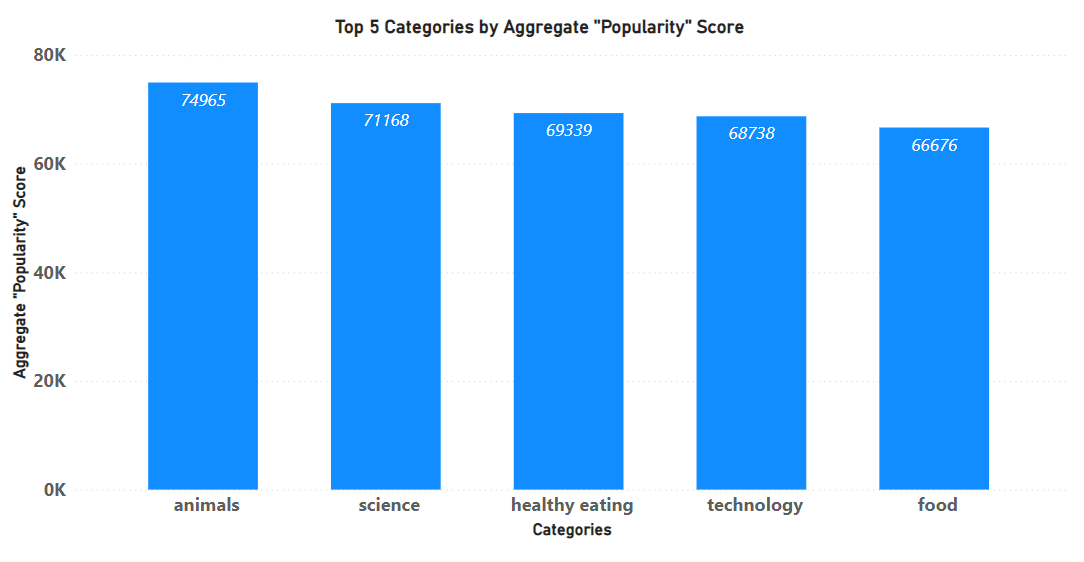 Top 5 Categories by Aggregate "Popularity" Score
Aggregate "Popularity" Score
80K
60K
40K
20K
0K
74965
71168
69339
68738
66676
animals
science
healthy eating
technology
food
Categories